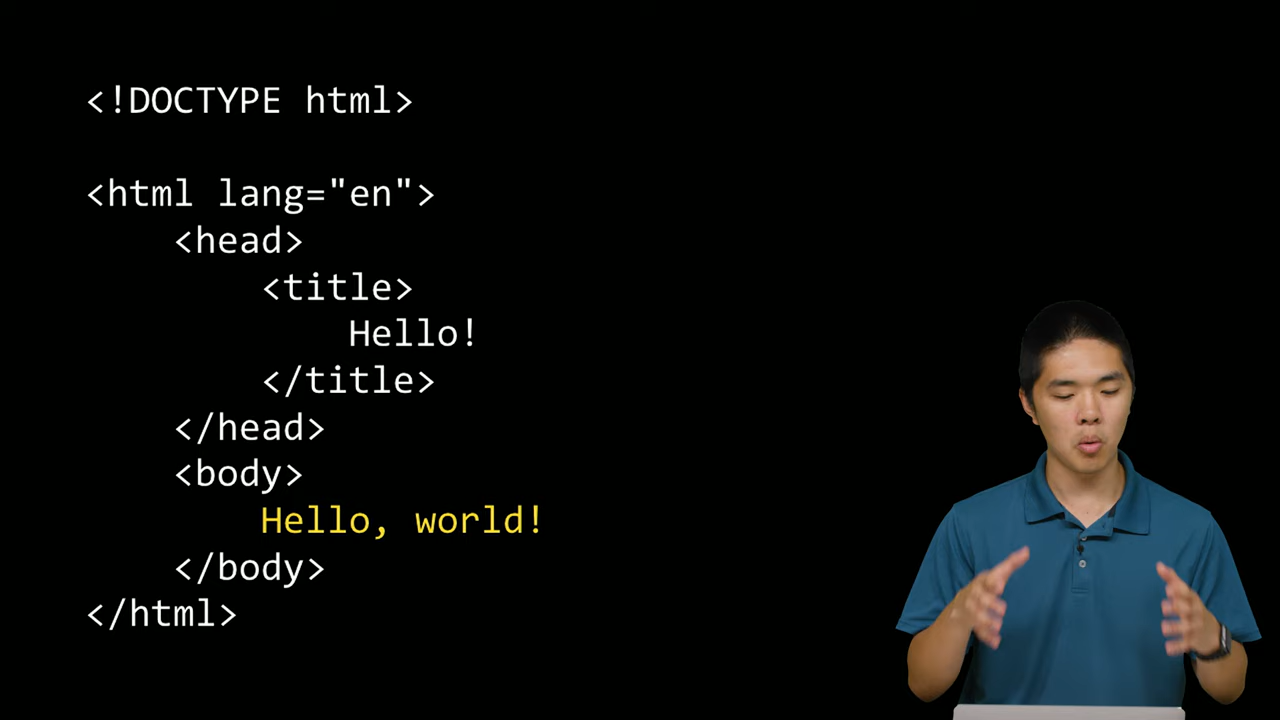 <!DOCTYPE html>
<html lang="en">
<head>
<title>
Hello!
</title>
</head>
<body>
Hello, world!
</body>
</html>